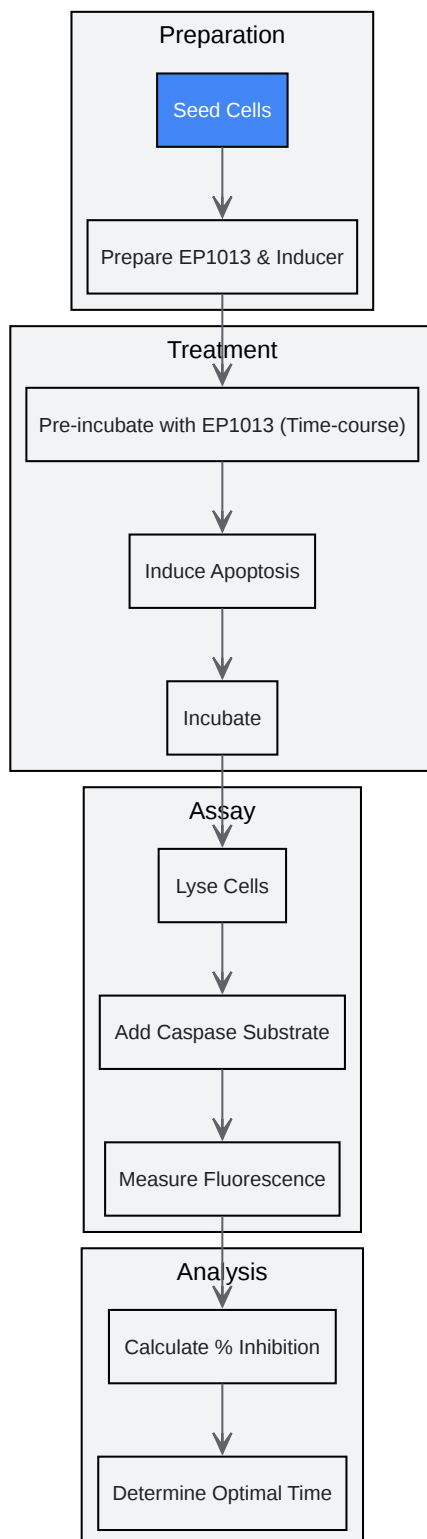 Preparation
Seed Cells
Prepare EP1013 & Inducer
Treatment
Pre-incubate with EP1013 (Time-course)
Induce Apoptosis
Incubate
Assay
Lyse Cells
Add Caspase Substrate
Measure Fluorescence
Analysis
Calculate % Inhibition
Determine Optimal Time